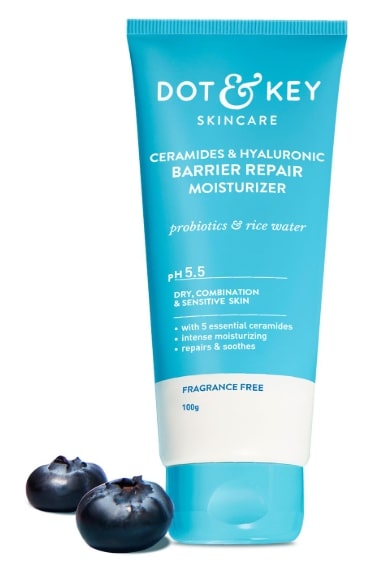 DOT & KEY
SKINCARE
CERAMIDES & HYALURONIC
BARRIER REPAIR
MOISTURIZER
probiotics & rice water
pH 5.5
DRY, COMBINATION
& SENSITIVE SKIN
• with 5 essential ceramides
• intense moisturizing
• repairs & soothes
FRAGRANCE FREE
100g